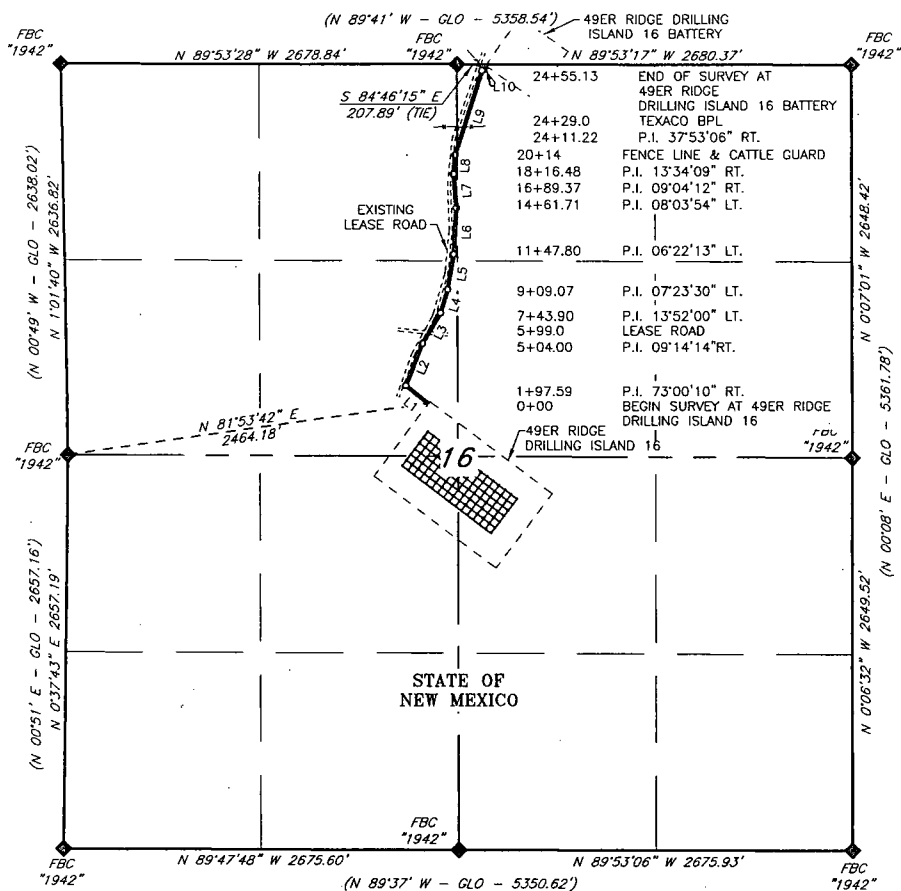 (N 89°41' W - GLO - 5358.54')
49ER RIDGE DRILLING
ISLAND 16 BATTERY
FBC
"1942"
N 89°53'28" W 2678.84'
FBC
"1942"
N 89°53'17" W 2680.37'
FBC
"1942"
S 84°46'15" E
207.89' (TIE)
L10
L9
L8
L7
L6
L5
L4
L3
L2
L1
24+55.13 END OF SURVEY AT
49ER RIDGE
DRILLING ISLAND 16 BATTERY
24+29.0 TEXACO BPL
24+11.22 P.I. 37°53'06" RT.
20+14 FENCE LINE & CATTLE GUARD
18+16.48 P.I. 13°34'09" RT.
16+89.37 P.I. 09°04'12" RT.
14+61.71 P.I. 08°03'54" LT.
11+47.80 P.I. 06°22'13" LT.
9+09.07 P.I. 07°23'30" LT.
7+43.90 P.I. 13°52'00" LT.
5+99.0 LEASE ROAD
5+04.00 P.I. 09°14'14"RT.
1+97.59 P.I. 73°00'10" RT.
0+00 BEGIN SURVEY AT 49ER RIDGE
DRILLING ISLAND 16
EXISTING
LEASE ROAD
(N 00°49' W - GLO - 2638.02')
N 1°01'40" W 2636.82'
N 0°07'01" W 2648.42'
(N 00°08' E - GLO - 5361.78')
N 81°53'42" E
2464.18'
49ER RIDGE
DRILLING ISLAND 16
FBC
"1942"
16
FBC
"1942"
(N 00°51' E - GLO - 2657.16')
N 0°37'43" E 2657.19'
N 0°06'32" W 2649.52'
STATE OF
NEW MEXICO
FBC
"1942"
FBC
"1942"
N 89°47'48" W 2675.60'
N 89°53'06" W 2675.93'
FBC
"1942"
(N 89°37' W - GLO - 5350.62')